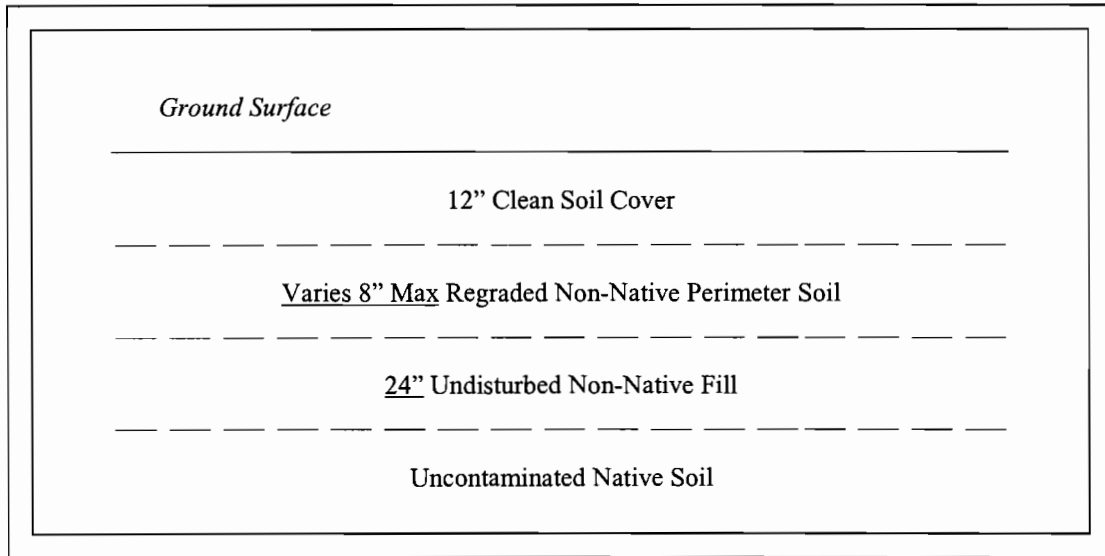 Ground Surface
12” Clean Soil Cover
Varies 8” Max Regraded Non-Native Perimeter Soil
24” Undisturbed Non-Native Fill
Uncontaminated Native Soil